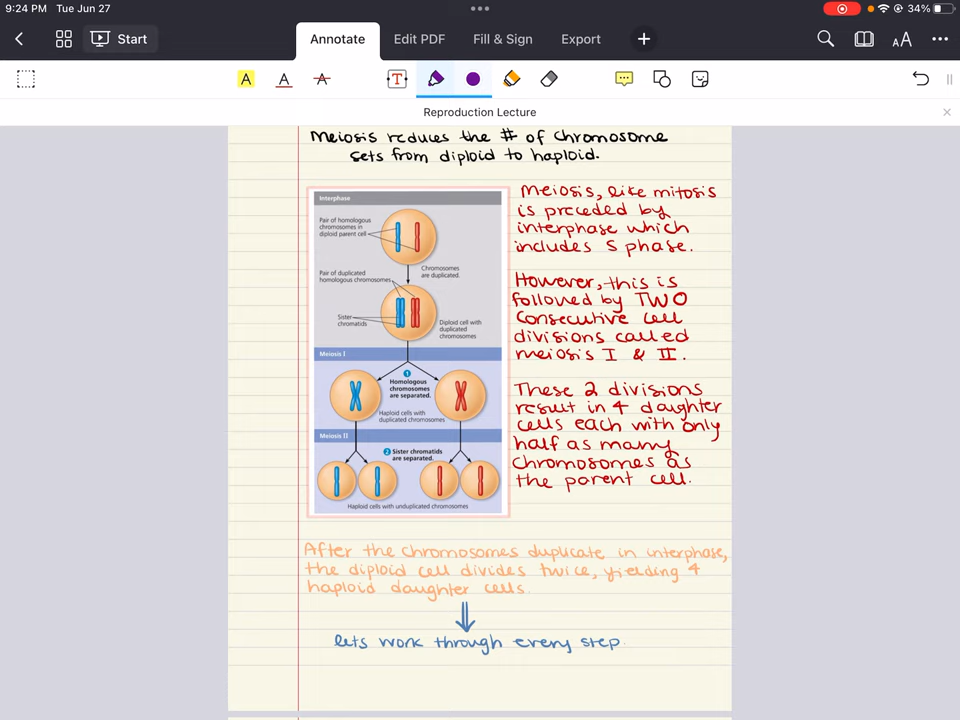 9:24 PM Tue Jun 27
34%
Start
Annotate
Edit PDF
Fill & Sign
Export
A
A
A
T
AA
Reproduction Lecture
Meiosis reduces the # of chromosome
sets from diploid to haploid.
Interphase
Pair of homologous
chromosomes in
diploid parent cell
Chromosomes
are duplicated.
Pair of duplicated
homologous chromosomes
Sister
chromatids
Diploid cell with
duplicated
chromosomes
Meiosis I
1
Homologous
chromosomes
are separated.
Haploid cells with
duplicated chromosomes
Meiosis II
2 Sister chromatids
are separated.
Haploid cells with unduplicated chromosomes
Meiosis, like mitosis
is preceded by
interphase which
includes S phase.
However, this is
followed by TWO
consecutive cell
divisions called
meiosis I & II.
These 2 divisions
result in 4 daughter
cells each with only
half as many
chromosomes as
the parent cell.
After the chromosomes duplicate in interphase,
the diploid cell divides twice, yielding 4
haploid daughter cells.
lets work through every step.